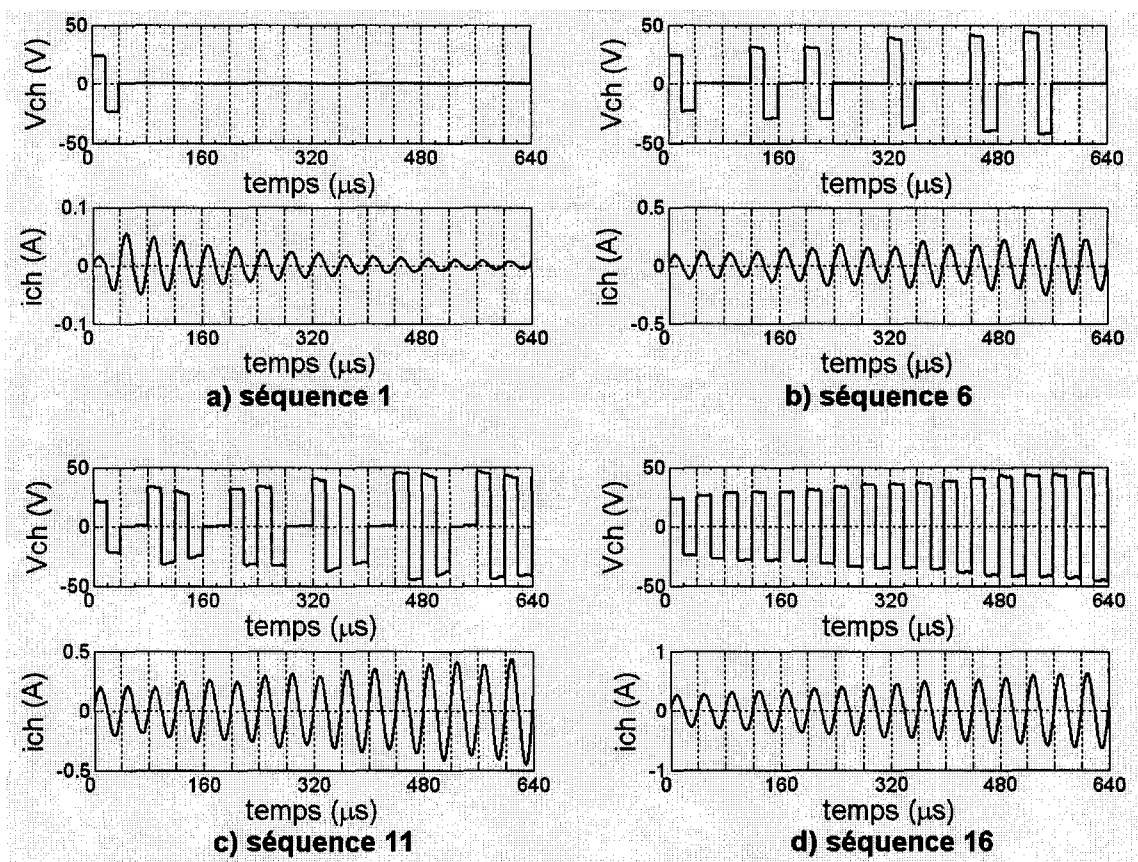 Vch (V)
50
0
-50
0 160 320 480 640
temps (μs)
ich (A)
0.1
0
-0.1
0 160 320 480 640
temps (μs)
a) séquence 1
Vch (V)
50
0
-50
0 160 320 480 640
temps (μs)
ich (A)
0.5
0
-0.5
0 160 320 480 640
temps (μs)
b) séquence 6
Vch (V)
50
0
-50
0 160 320 480 640
temps (μs)
ich (A)
0.5
0
-0.5
0 160 320 480 640
temps (μs)
c) séquence 11
Vch (V)
50
0
-50
0 160 320 480 640
temps (μs)
ich (A)
1
0
-1
0 160 320 480 640
temps (μs)
d) séquence 16